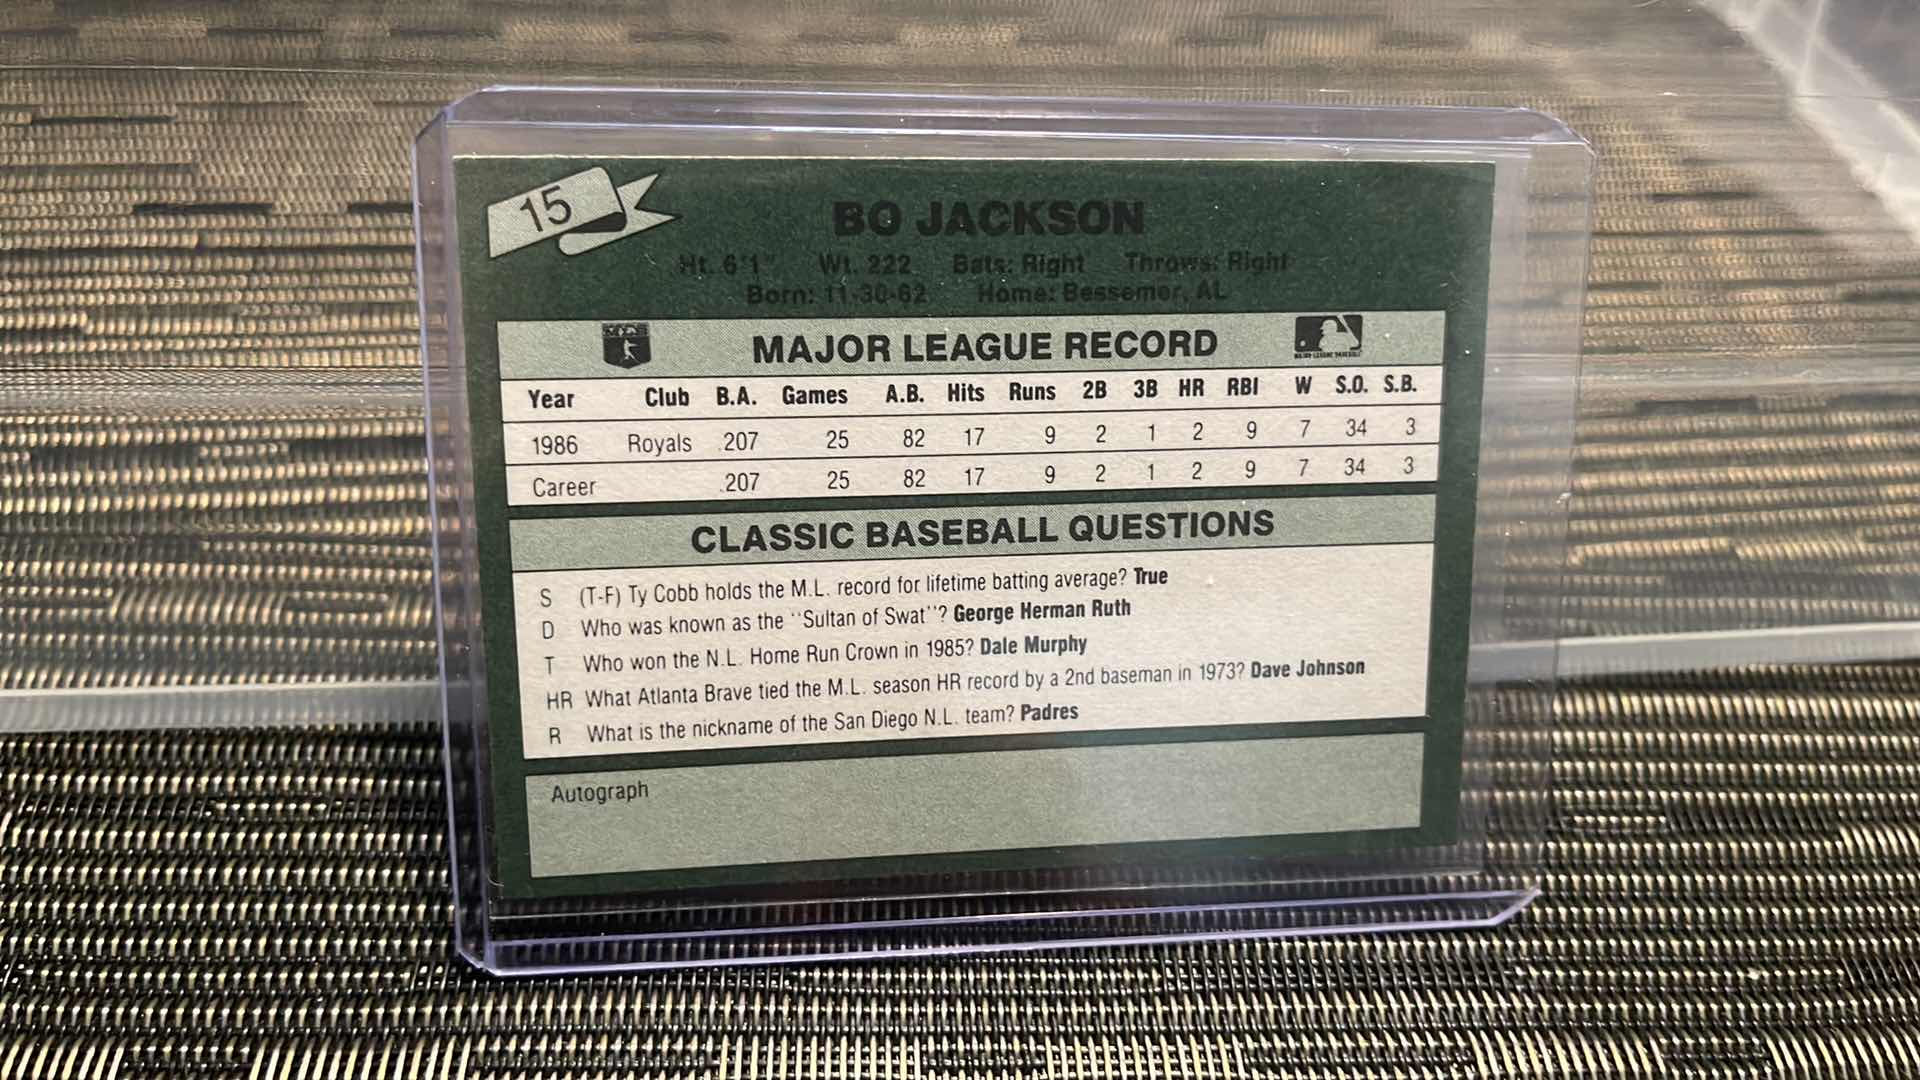 15
BO JACKSON
Ht. 6'1" Wt. 222 Bats: Right Throws: Right
Born: 11-30-62 Home: Bessemer, AL
MAJOR LEAGUE RECORD
MAJOR LEAGUE BASEBALL
Year Club B.A. Games A.B. Hits Runs 2B 3B HR RBI W S.O. S.B.
1986 Royals .207 25 82 17 9 2 1 2 9 7 34 3
Career .207 25 82 17 9 2 1 2 9 7 34 3
CLASSIC BASEBALL QUESTIONS
S (T-F) Ty Cobb holds the M.L. record for lifetime batting average? True
D Who was known as the "Sultan of Swat"? George Herman Ruth
T Who won the N.L. Home Run Crown in 1985? Dale Murphy
HR What Atlanta Brave tied the M.L. season HR record by a 2nd baseman in 1973? Dave Johnson
R What is the nickname of the San Diego N.L. team? Padres
Autograph